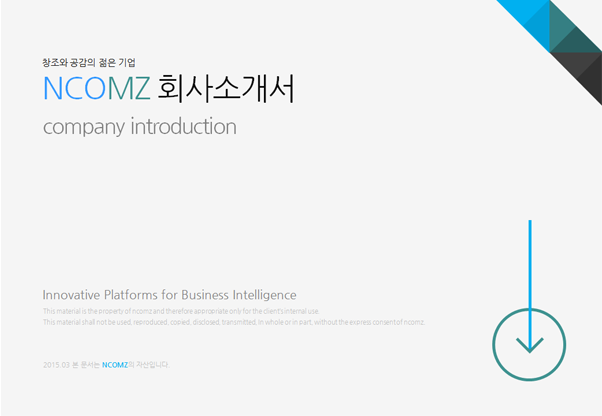 창조와 공감의 젊은 기업
NCOMZ 회사소개서
company introduction
Innovative Platforms for Business Intelligence
This material is the property of ncomz and therefore appropriate only for the client's internal use.
This material shall not be used, reproduced, copied, disclosed, transmitted, in whole or in part, without the express consent of ncomz.
2015.03 본 문서는 NCOMZ의 자산입니다.